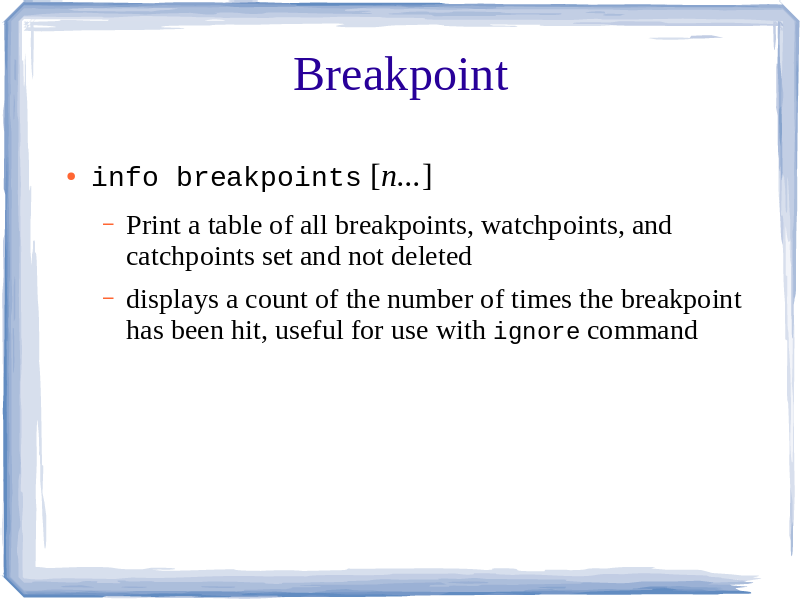 Breakpoint
• info breakpoints [n...]
– Print a table of all breakpoints, watchpoints, and
catchpoints set and not deleted
– displays a count of the number of times the breakpoint
has been hit, useful for use with ignore command